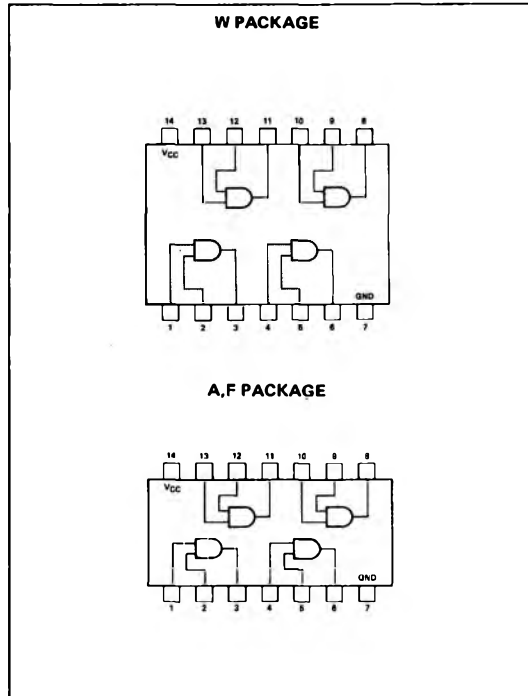 W PACKAGE
14 13 12 11 10 9 8
VCC
GND
1 2 3 4 5 6 7
A,F PACKAGE
14 13 12 11 10 9 8
VCC
GND
1 2 3 4 5 6 7